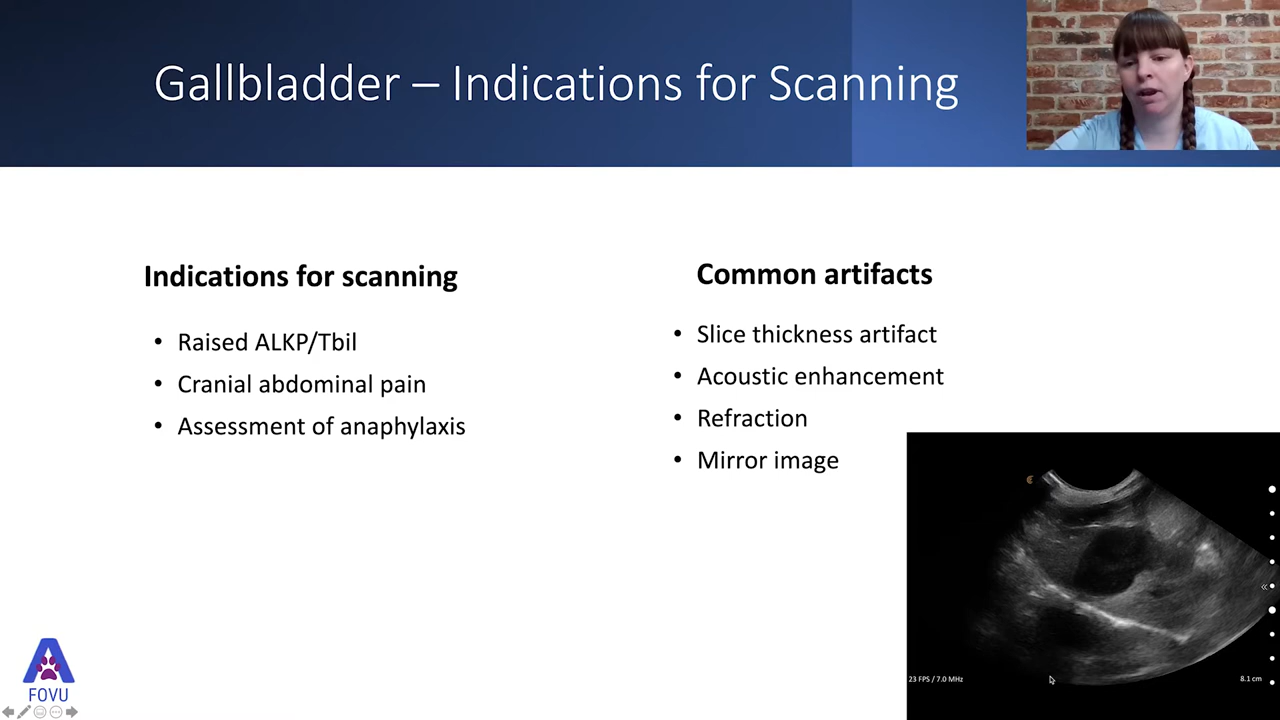 Gallbladder – Indications for Scanning
Indications for scanning
• Raised ALKP/Tbil
• Cranial abdominal pain
• Assessment of anaphylaxis
Common artifacts
• Slice thickness artifact
• Acoustic enhancement
• Refraction
• Mirror image
23 FPS / 7.0 MHz
8.1 cm
A
FOVU